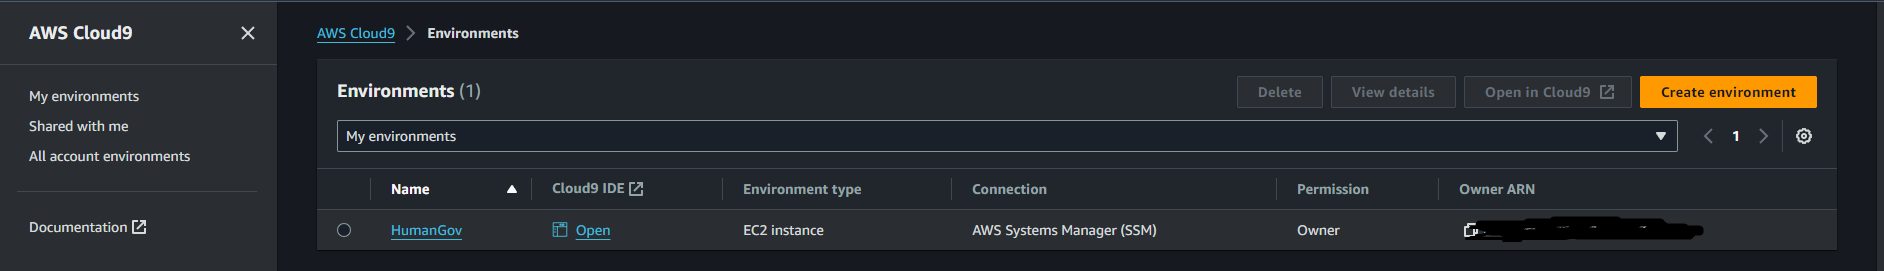 AWS Cloud9
My environments
Shared with me
All account environments
Documentation
AWS Cloud9 > Environments
Environments (1)
Delete
View details
Open in Cloud9
Create environment
My environments
1
Name
Cloud9 IDE
Environment type
Connection
Permission
Owner ARN
HumanGov
Open
EC2 instance
AWS Systems Manager (SSM)
Owner